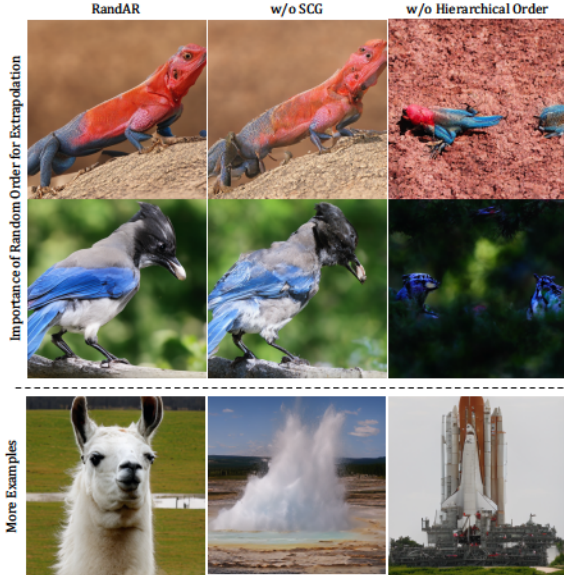 RandAR
w/o SCG
w/o Hierarchical Order
Importance of Random Order for Extrapolation
More Examples